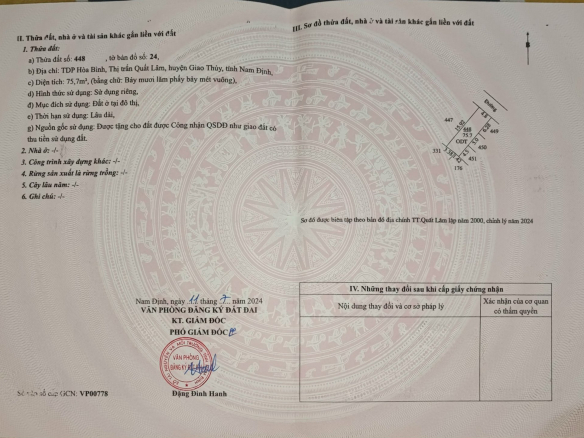 II. Thửa đất, nhà ở và tài sản khác gắn liền với đất
1. Thửa đất:
a) Thửa đất số: 448 , tờ bản đồ số: 24,
b) Địa chỉ: TDP Hòa Bình, Thị trấn Quất Lâm, huyện Giao Thủy, tỉnh Nam Định,
c) Diện tích: 75,7m², (bằng chữ: Bảy mươi lăm phẩy bảy mét vuông),
d) Hình thức sử dụng: Sử dụng riêng,
đ) Mục đích sử dụng: Đất ở tại đô thị,
e) Thời hạn sử dụng: Lâu dài,
g) Nguồn gốc sử dụng: Được tặng cho đất được Công nhận QSDĐ như giao đất có
thu tiền sử dụng đất.
2. Nhà ở: -/-
3. Công trình xây dựng khác: -/-
4. Rừng sản xuất là rừng trồng: -/-
5. Cây lâu năm: -/-
6. Ghi chú: -/-
Nam Định, ngày 11 tháng 7 năm 2024
VĂN PHÒNG ĐĂNG KÝ ĐẤT ĐAI
KT. GIÁM ĐỐC
PHÓ GIÁM ĐỐC
VĂN PHÒNG
ĐĂNG KÝ
Đặng Đình Hanh
Số vào sổ cấp GCN: VP00778
III. Sơ đồ thửa đất, nhà ở và tài sản khác gắn liền với đất
Đường
447
448
75.7
ODT
449
450
451
331
176
Sơ đồ được biên tập theo bản đồ địa chính TT.Quất Lâm lập năm 2000, chỉnh lý năm 2024
IV. Những thay đổi sau khi cấp giấy chứng nhận
Nội dung thay đổi và cơ sở pháp lý
Xác nhận của cơ quan
có thẩm quyền